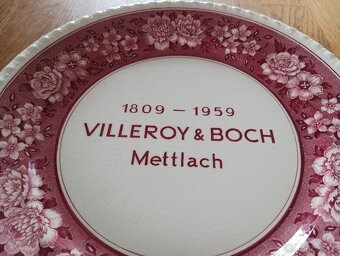 1809 – 1959
VILLEROY & BOCH
Mettlach